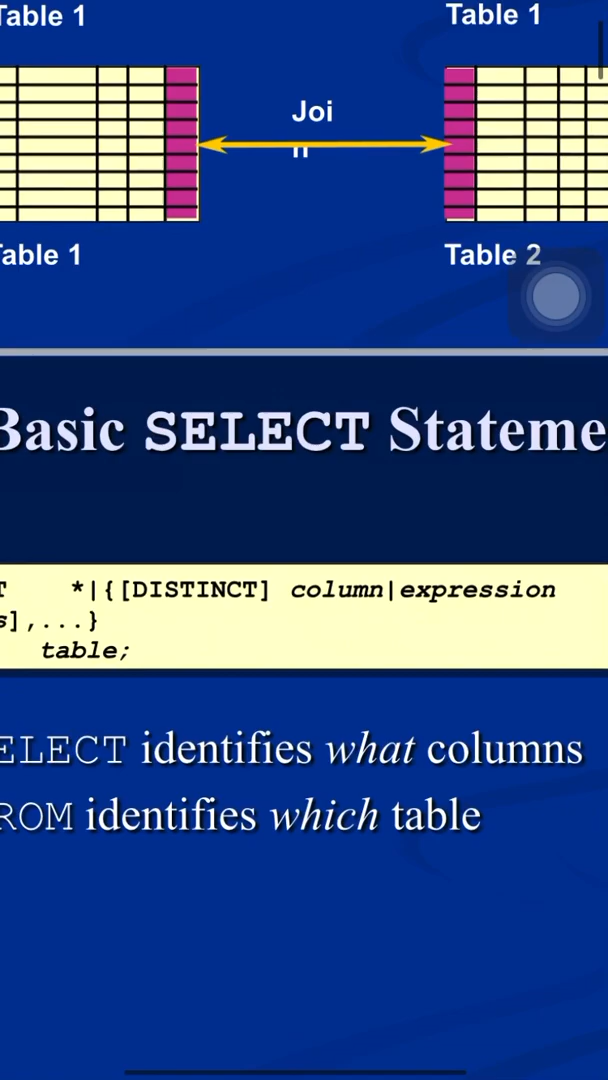 Table 1
Table 1
Joi
n
Table 1
Table 2
Basic SELECT Stateme
T *|{[DISTINCT] column|expression
s],...}
table;
ELECT identifies what columns
ROM identifies which table